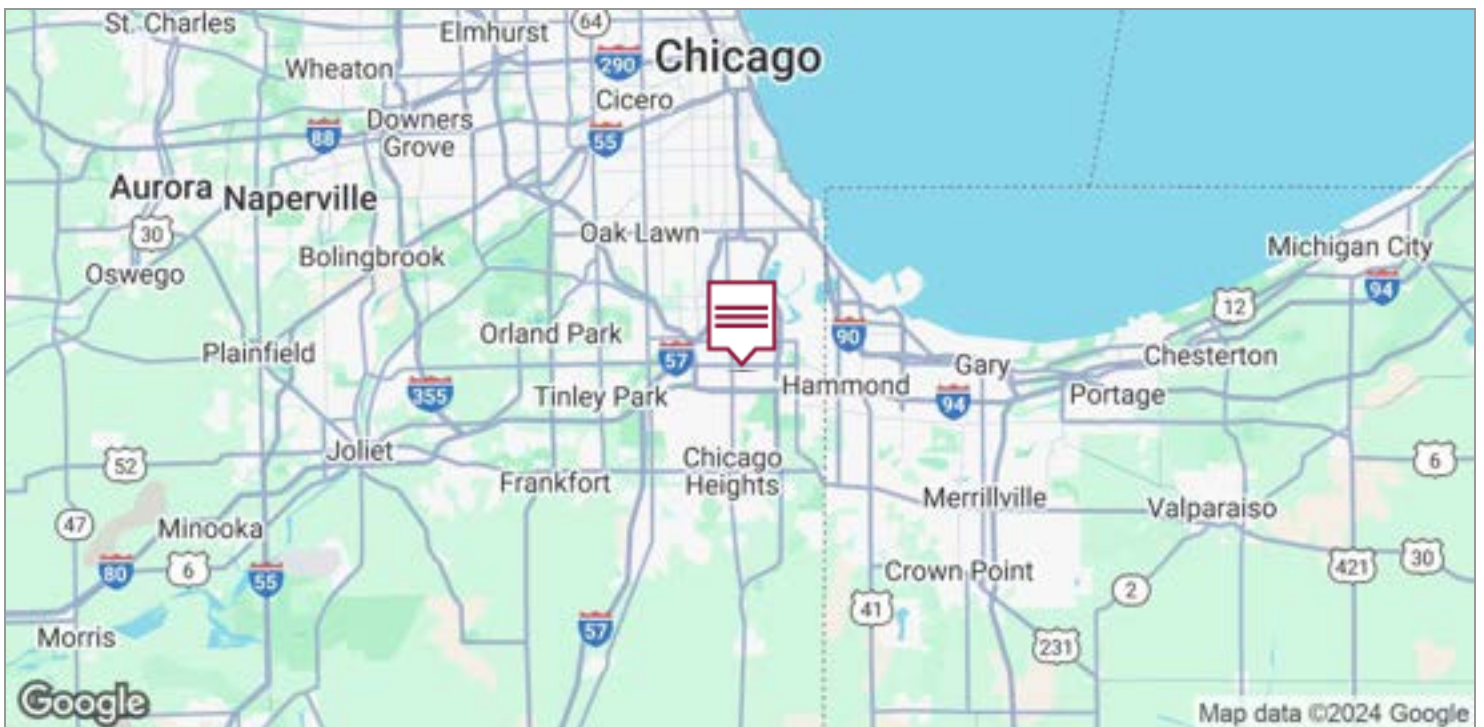 St. Charles
Elmhurst
64
Chicago
Wheaton
290
Cicero
Downers
Grove
88
55
Aurora
Naperville
30
Oak Lawn
Oswego
Bolingbrook
Michigan City
94
12
Plainfield
Orland Park
57
90
Gary
Chesterton
355
Tinley Park
Hammond
94
Portage
52
Joliet
Frankfort
Chicago
Heights
6
47
Minooka
Merrillville
Valparaiso
80
6
55
Crown Point
421
30
2
41
57
231
Morris
Google
Map data ©2024 Google